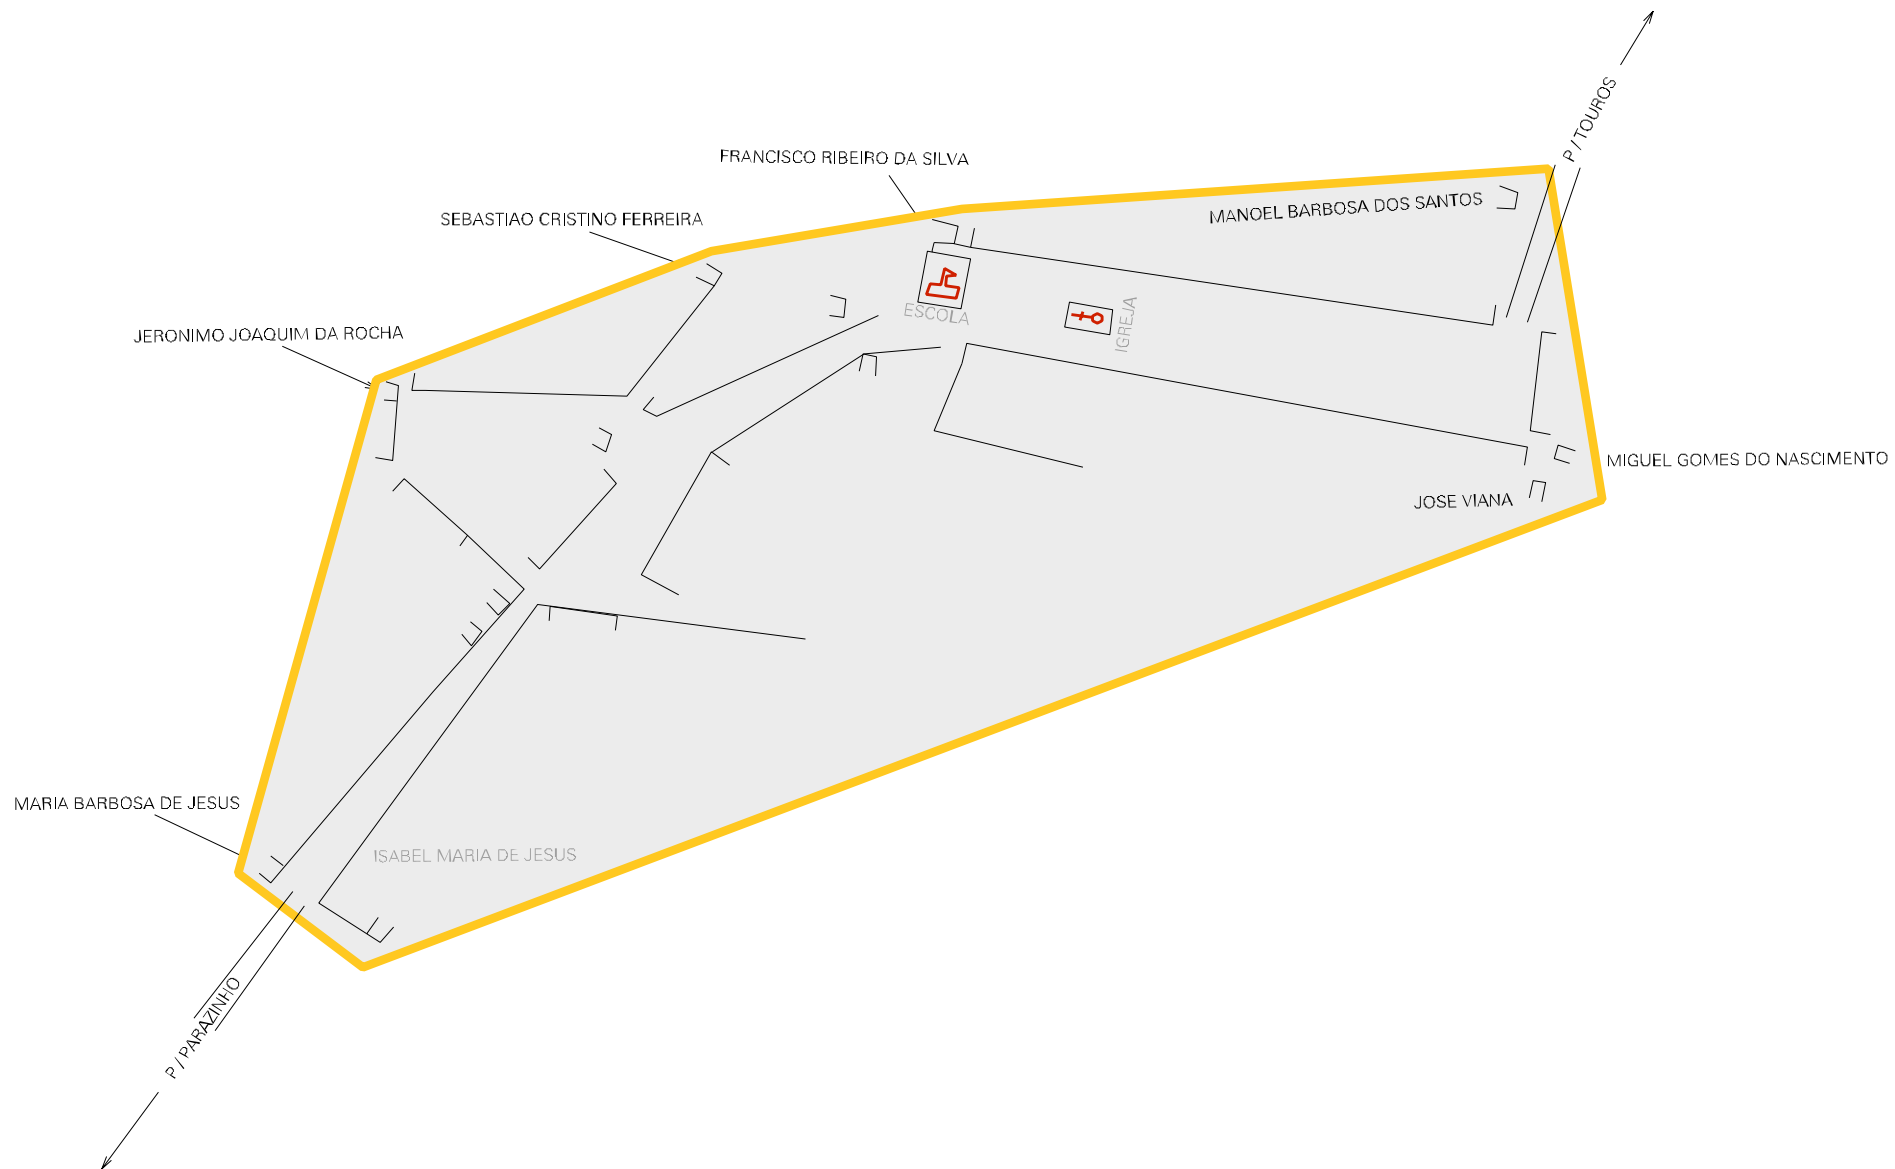 P / TOUROS
FRANCISCO RIBEIRO DA SILVA
SEBASTIAO CRISTINO FERREIRA
MANOEL BARBOSA DOS SANTOS
ESCOLA
IGREJA
JERONIMO JOAQUIM DA ROCHA
MIGUEL GOMES DO NASCIMENTO
JOSE VIANA
MARIA BARBOSA DE JESUS
ISABEL MARIA DE JESUS
P / PARAZINHO